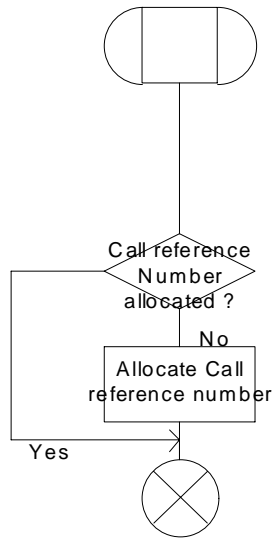 Call reference
Number
allocated ?
No
Allocate Call
reference number
Yes